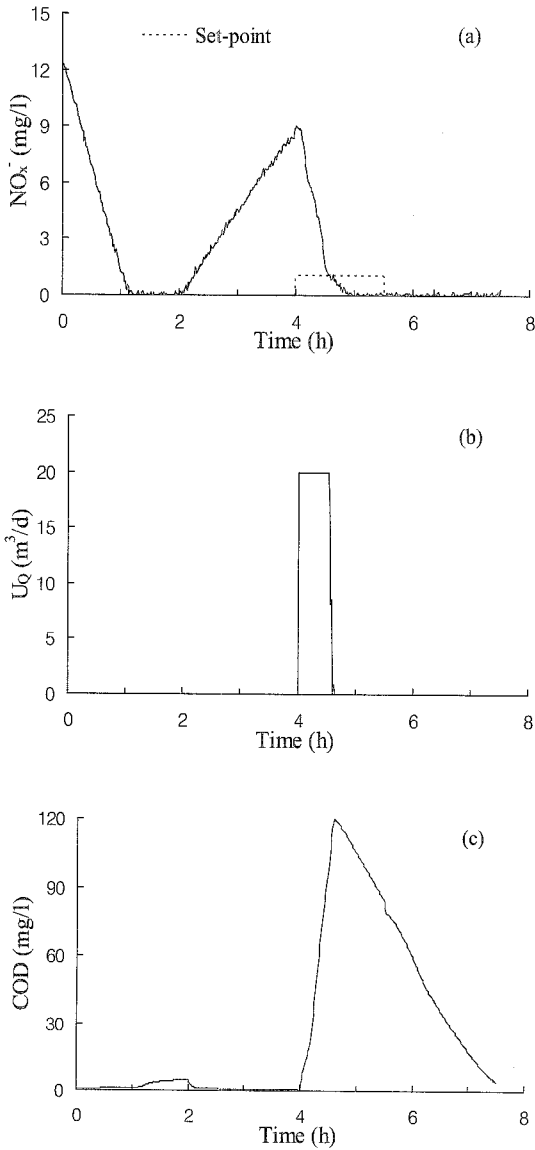 Set-point
(a)
15
12
9
6
3
0
NOx- (mg/l)
0 2 4 6 8
Time (h)
(b)
25
20
15
10
5
0
UQ (m3/d)
0 2 4 6 8
Time (h)
(c)
120
90
60
30
0
COD (mg/l)
0 2 4 6 8
Time (h)